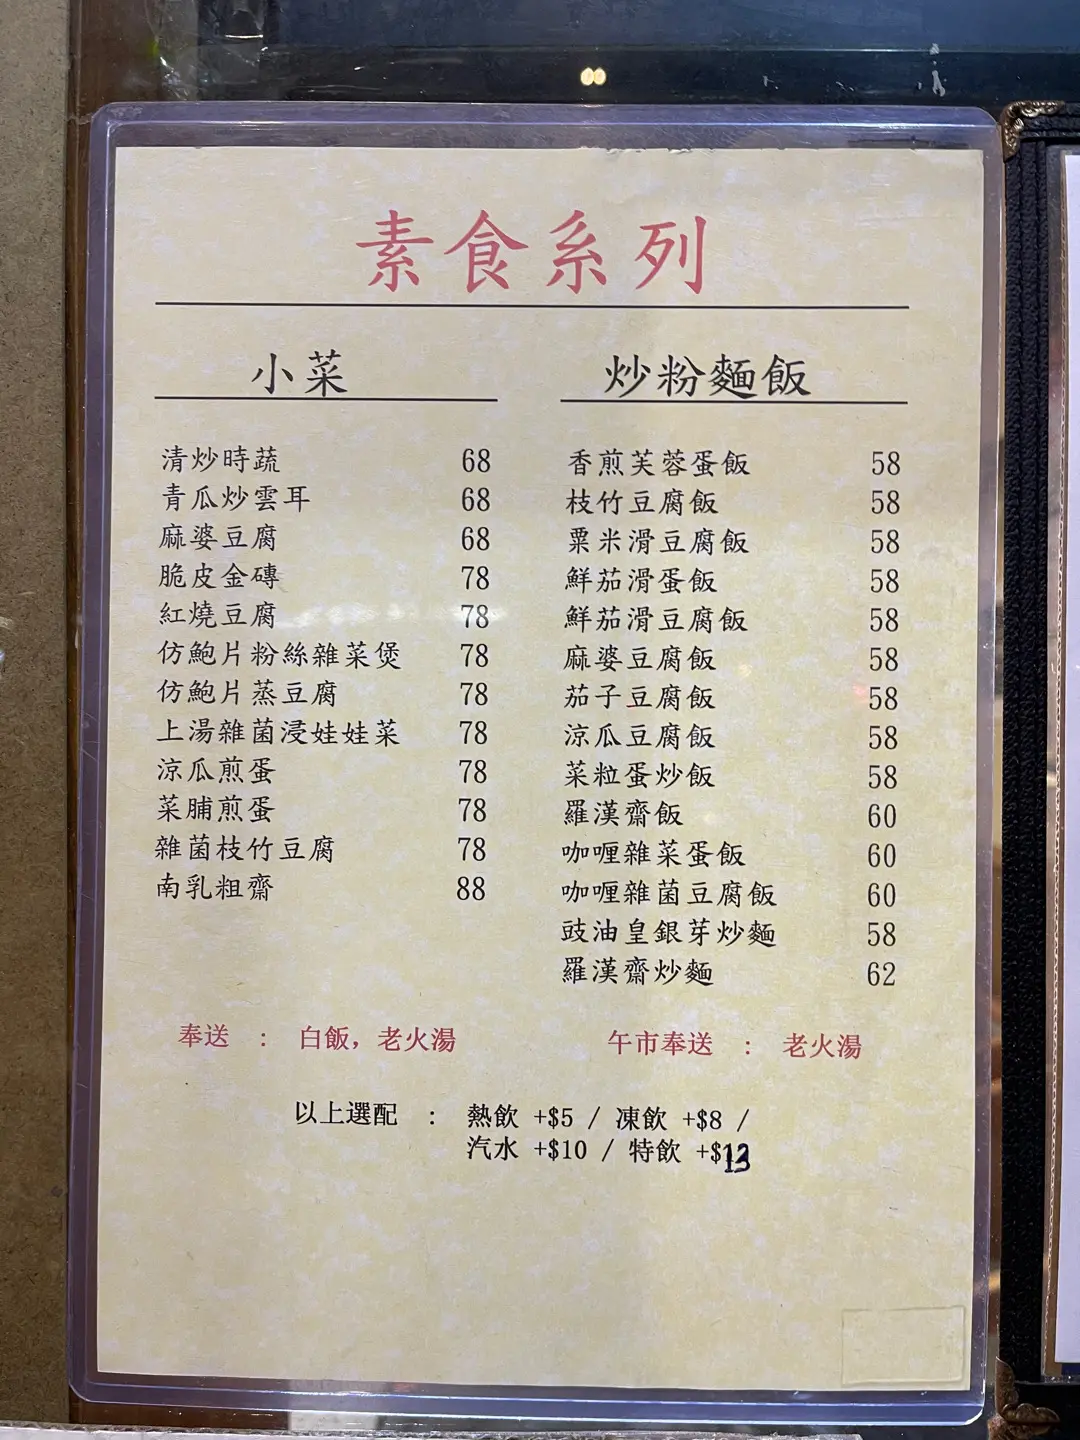 素食系列
小菜
清炒時蔬 68
青瓜炒雲耳 68
麻婆豆腐 68
脆皮金磚 78
紅燒豆腐 78
仿鮑片粉絲雜菜煲 78
仿鮑片蒸豆腐 78
上湯雜菌浸娃娃菜 78
涼瓜煎蛋 78
菜脯煎蛋 78
雜菌枝竹豆腐 78
南乳粗齋 88
奉送 : 白飯，老火湯
炒粉麵飯
香煎芙蓉蛋飯 58
枝竹豆腐飯 58
粟米滑豆腐飯 58
鮮茄滑蛋飯 58
鮮茄滑豆腐飯 58
麻婆豆腐飯 58
茄子豆腐飯 58
涼瓜豆腐飯 58
菜粒蛋炒飯 58
羅漢齋飯 60
咖喱雜菜蛋飯 60
咖喱雜菌豆腐飯 60
豉油皇銀芽炒麵 58
羅漢齋炒麵 62
午市奉送 : 老火湯
以上選配 : 熱飲 +$5 / 凍飲 +$8 /
汽水 +$10 / 特飲 +$13